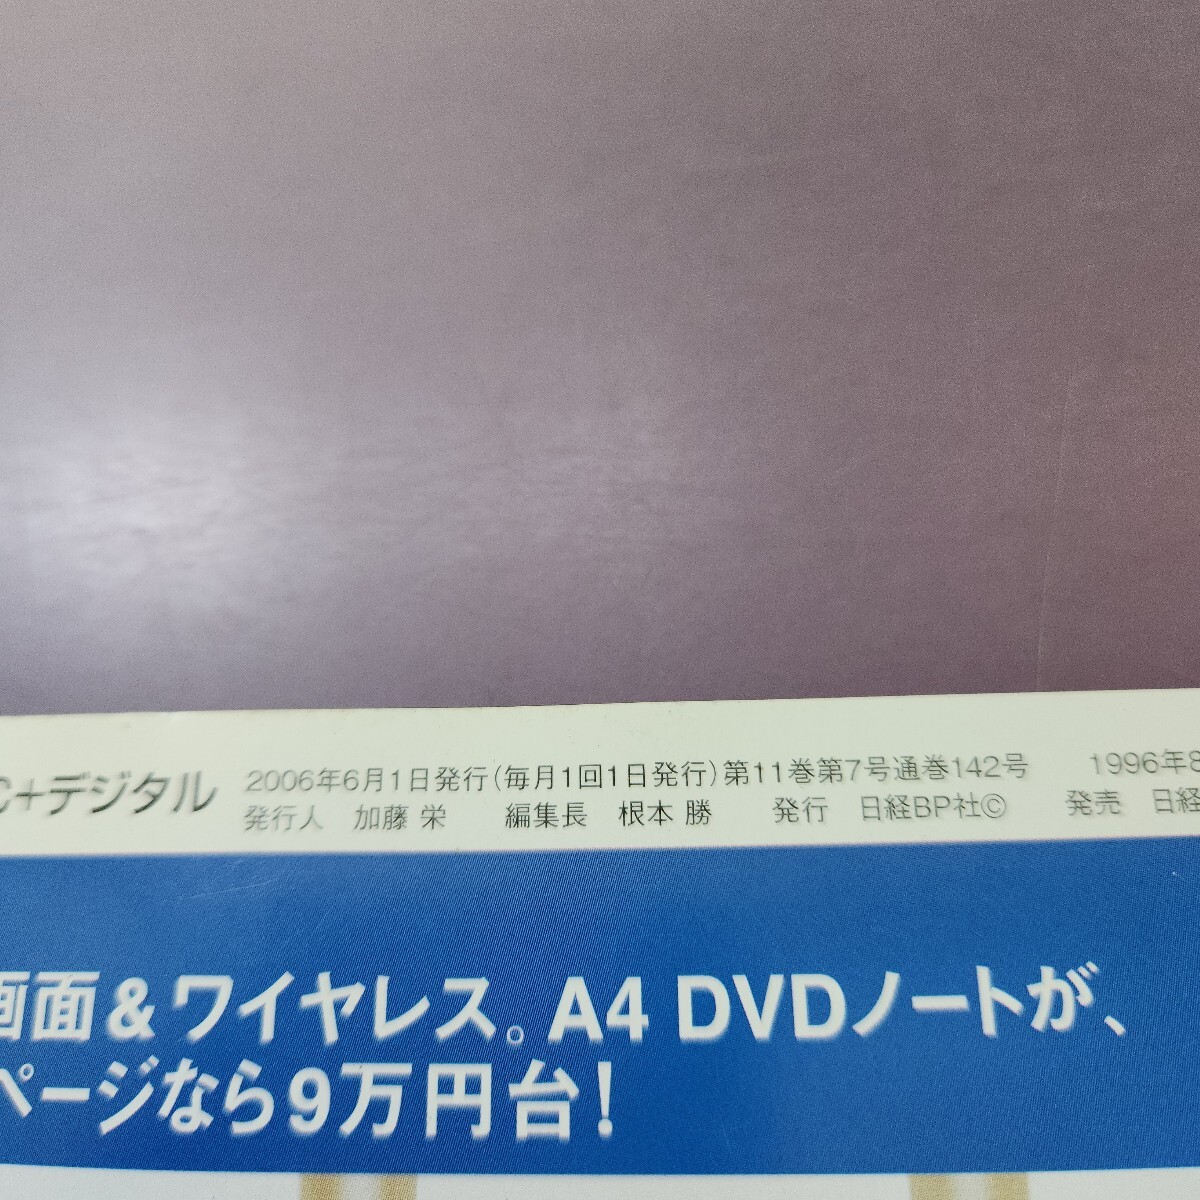 C+デジタル
2006年6月1日発行(毎月1回1日発行)第11巻第7号通巻142号 1996年8
発行人 加藤 栄 編集長 根本 勝 発行 日経BP社© 発売 日経
画面&ワイヤレス。A4 DVDノートが、
ページなら9万円台!